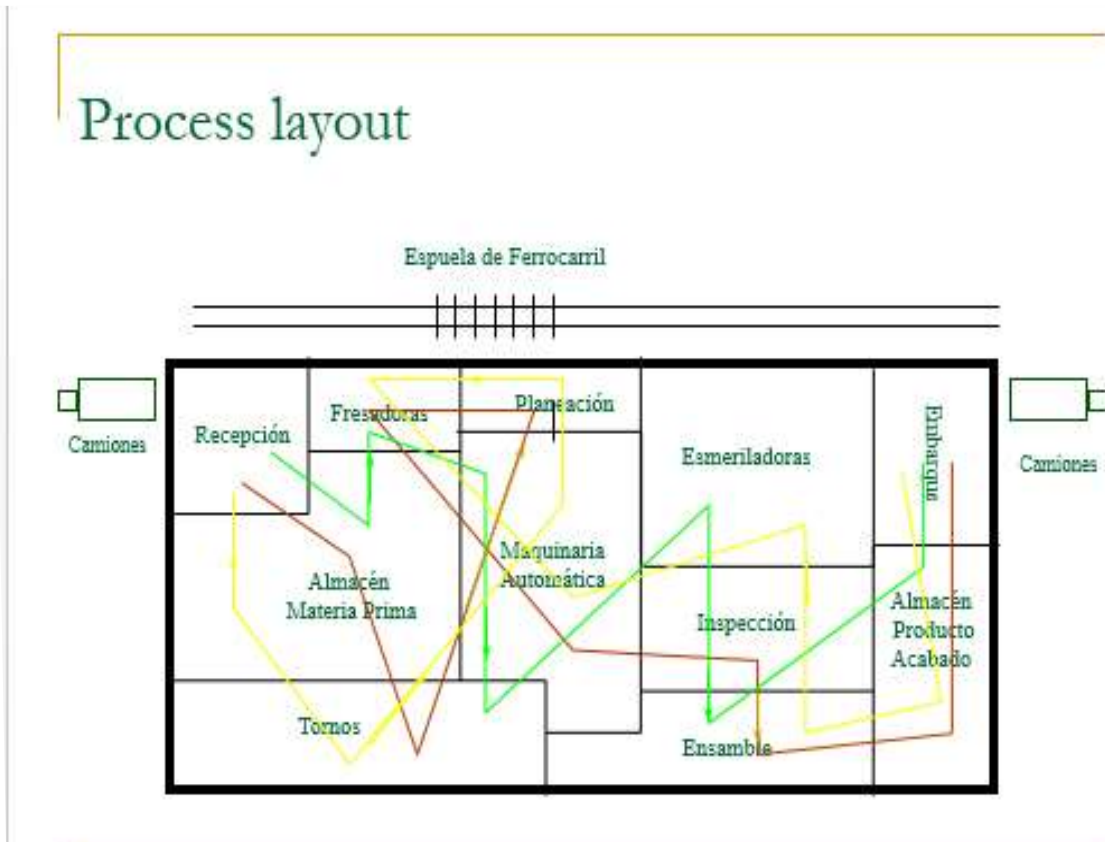 Process layout
Espuela de Ferrocarril
Camiones
Recepción
Fresadoras
Planeación
Esmeriladoras
Embarque
Camiones
Almacén
Materia Prima
Maquinaria
Automática
Inspección
Almacén
Producto
Acabado
Tornos
Ensamble